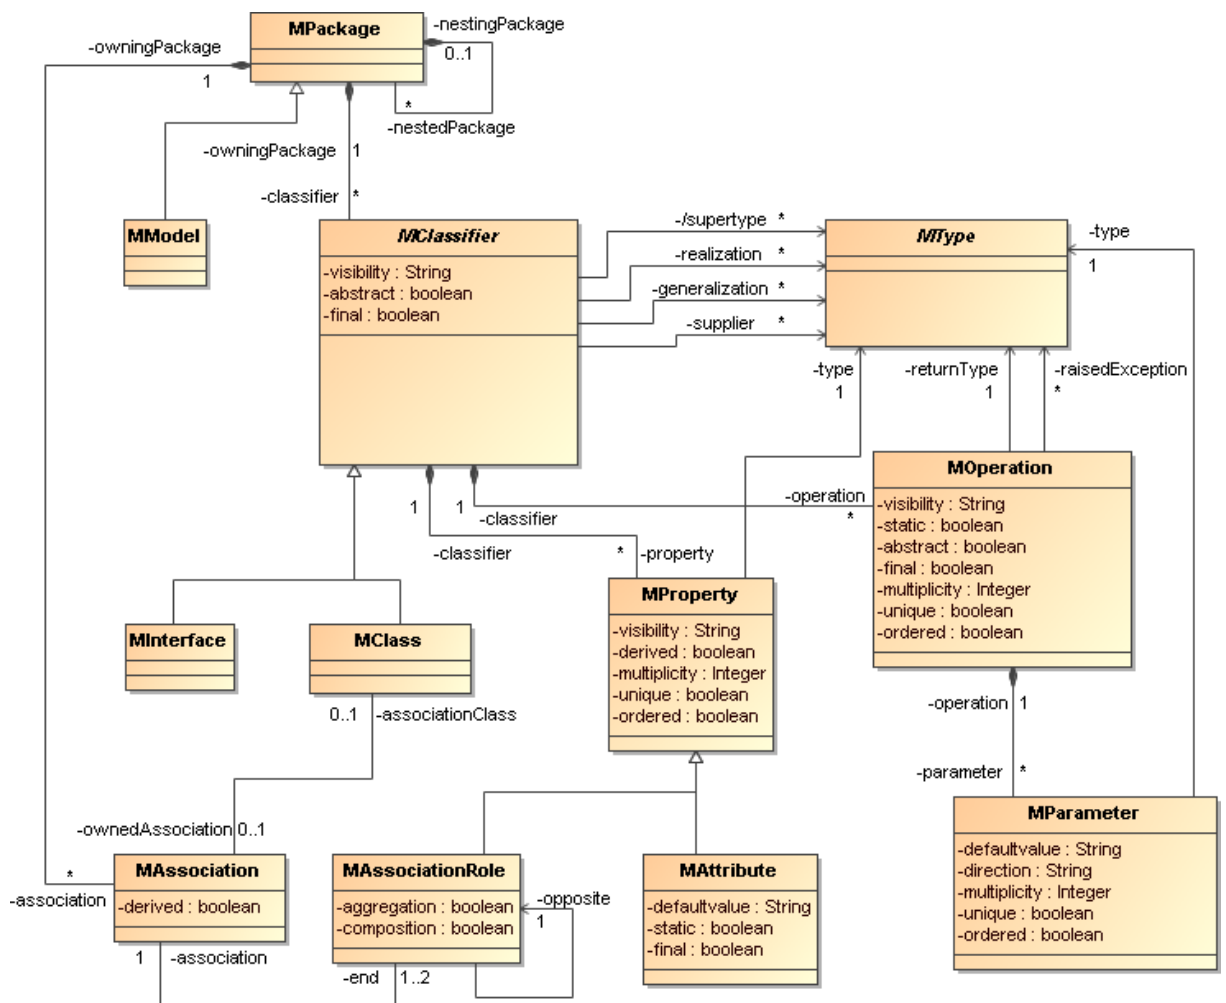 MPackage
-nestingPackage
0..1
-owningPackage
1
*
-nestedPackage
-owningPackage
1
-classifier
*
MModel
MClassifier
-visibility : String
-abstract : boolean
-final : boolean
-/supertype *
-realization *
-generalization *
-supplier *
MType
-type
1
-type
1
-returnType
1
-raisedException
*
MOperation
-visibility : String
-static : boolean
-abstract : boolean
-final : boolean
-multiplicity : Integer
-unique : boolean
-ordered : boolean
-operation
*
1
1
-classifier
-classifier
* -property
MProperty
-visibility : String
-derived : boolean
-multiplicity : Integer
-unique : boolean
-ordered : boolean
MInterface
MClass
0..1
-associationClass
-operation
1
-parameter
*
MParameter
-defaultvalue : String
-direction : String
-multiplicity : Integer
-unique : boolean
-ordered : boolean
-ownedAssociation
0..1
MAssociation
-derived : boolean
*
-association
1
-association
MAssociationRole
-aggregation : boolean
-composition : boolean
-opposite
1
-end
1..2
MAttribute
-defaultvalue : String
-static : boolean
-final : boolean